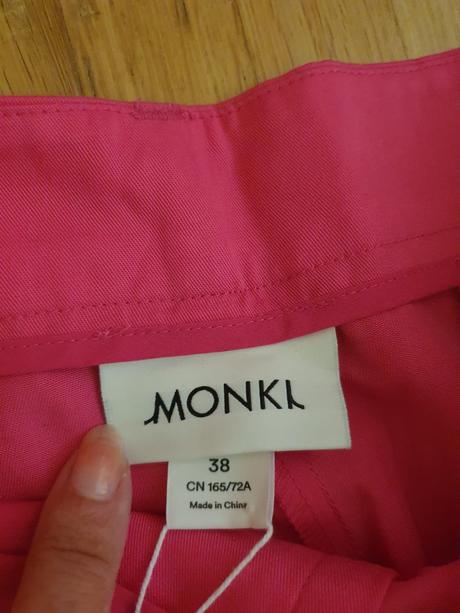 MONKI
38
CN 165/72A
Made in China